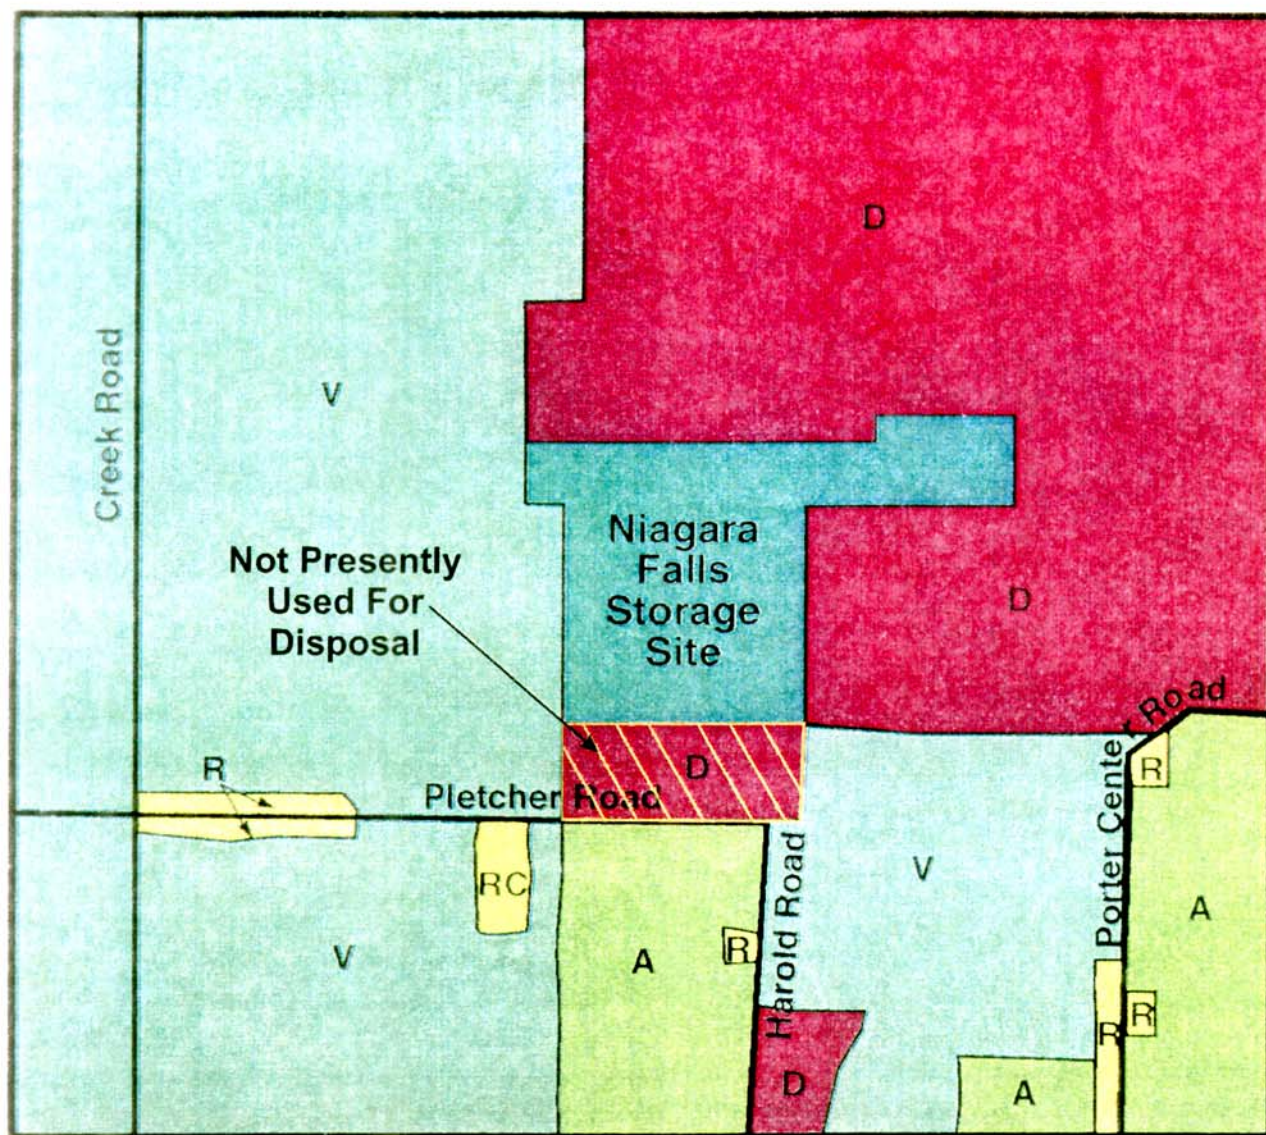 D
Creek Road
V
Niagara
Falls
Storage
Site
Not Presently
Used For
Disposal
D
Porter Center Road
R
D
R
Pletcher Road
RC
V
A
Harold Road
A
R
V
R
R
D
A